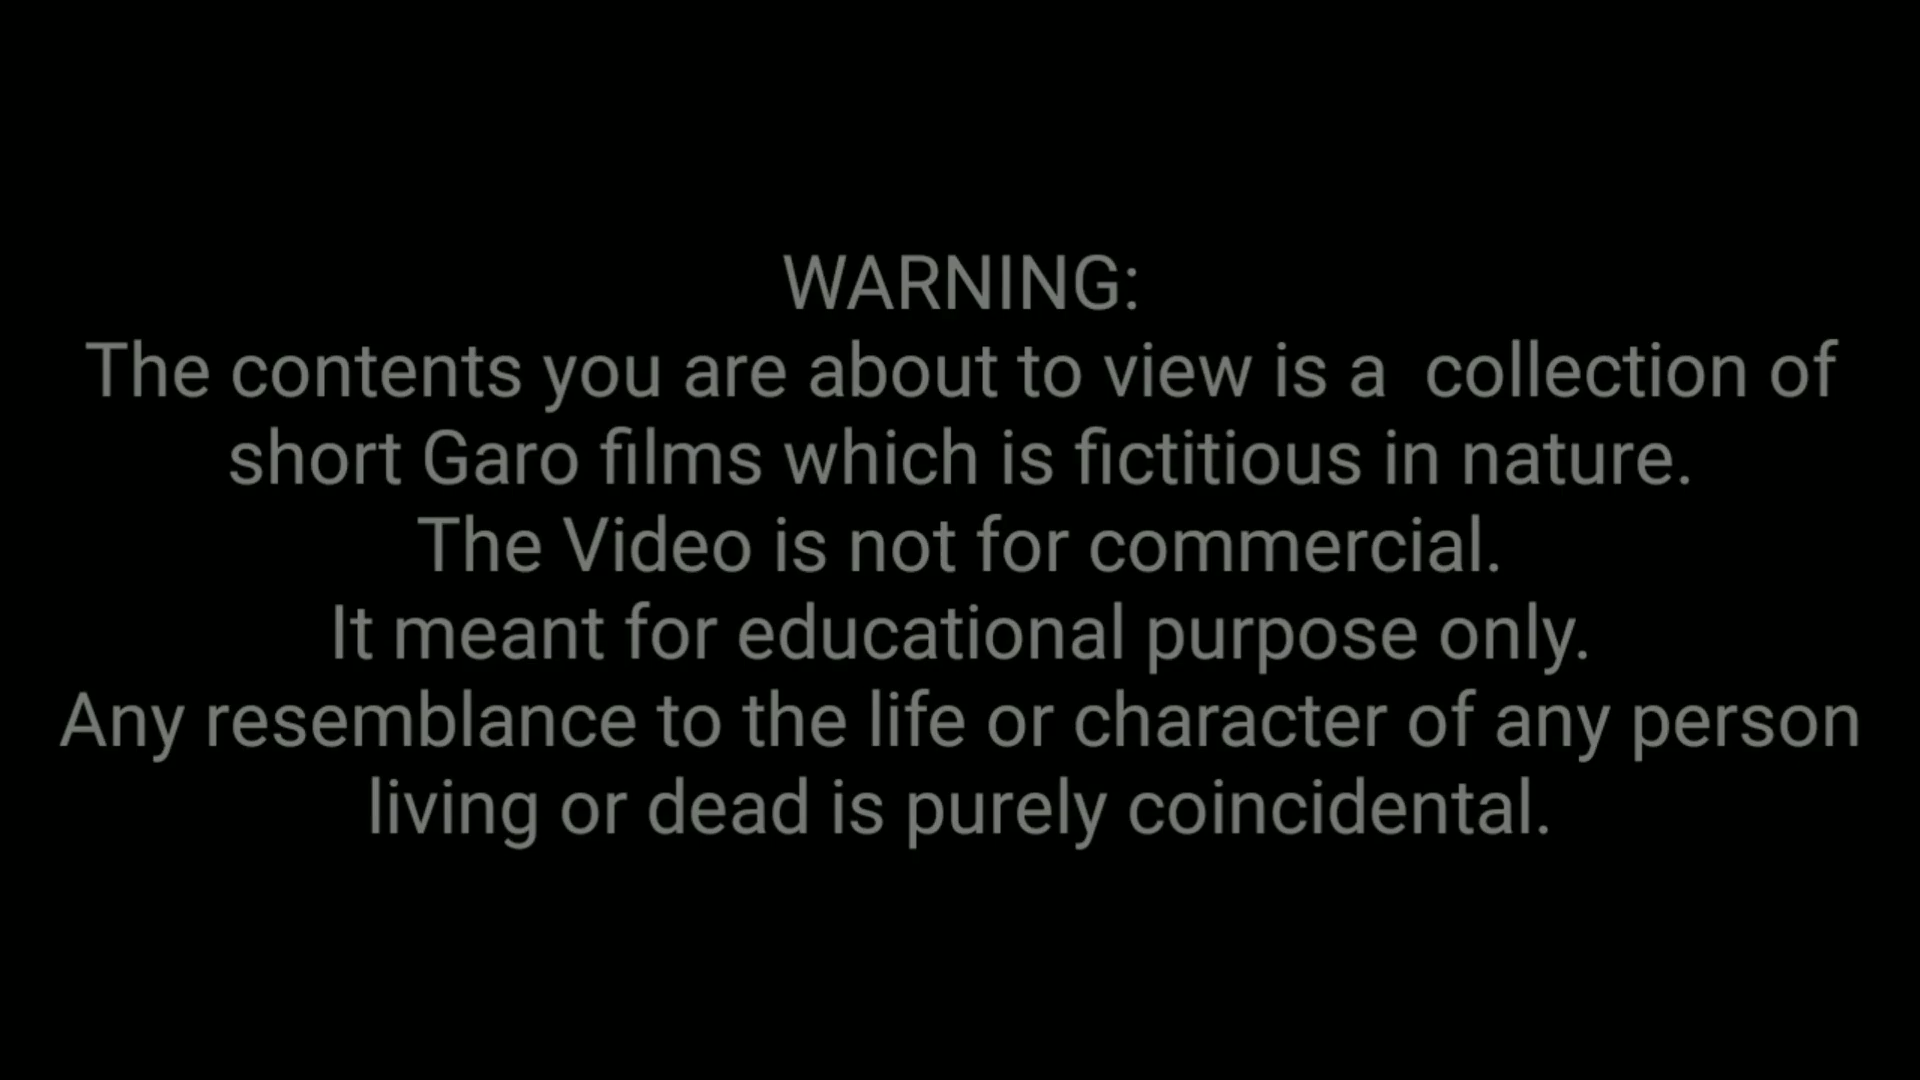 WARNING:
The contents you are about to view is a  collection of
short Garo films which is fictitious in nature.
The Video is not for commercial.
It meant for educational purpose only.
Any resemblance to the life or character of any person
living or dead is purely coincidental.